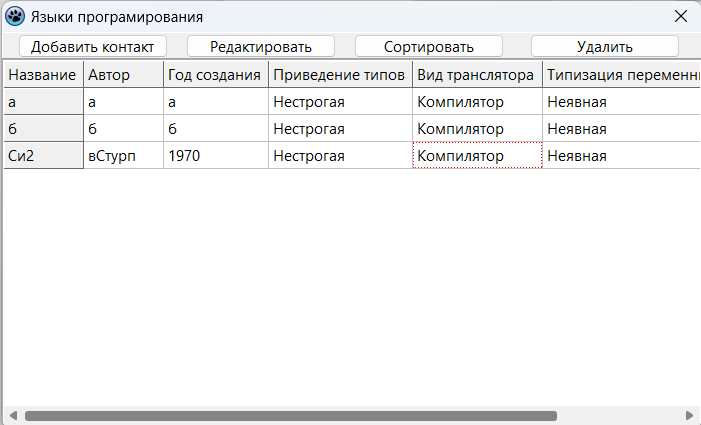 Языки програмирования
Добавить контакт Редактировать Сортировать Удалить
Название Автор Год создания Приведение типов Вид транслятора Типизация переменны
а а а Нестрогая Компилятор Неявная
б б б Нестрогая Компилятор Неявная
Си2 вСтурп 1970 Нестрогая Компилятор Неявная